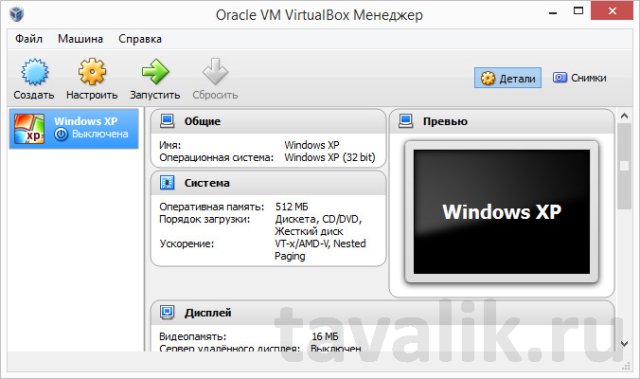 Oracle VM VirtualBox Менеджер
Файл Машина Справка
Создать Настроить Запустить Сбросить
Детали Снимки
Windows XP
Выключена
xp
Общие
Имя: Windows XP
Операционная система: Windows XP (32 bit)
Система
Оперативная память: 512 МБ
Порядок загрузки: Дискета, CD/DVD,
Жесткий диск
Ускорение: VT-x/AMD-V, Nested
Paging
Превью
Windows XP
Дисплей
Видеопамять: 16 МБ
Сервер удалённого дисплея: Выключен
tavalik.ru